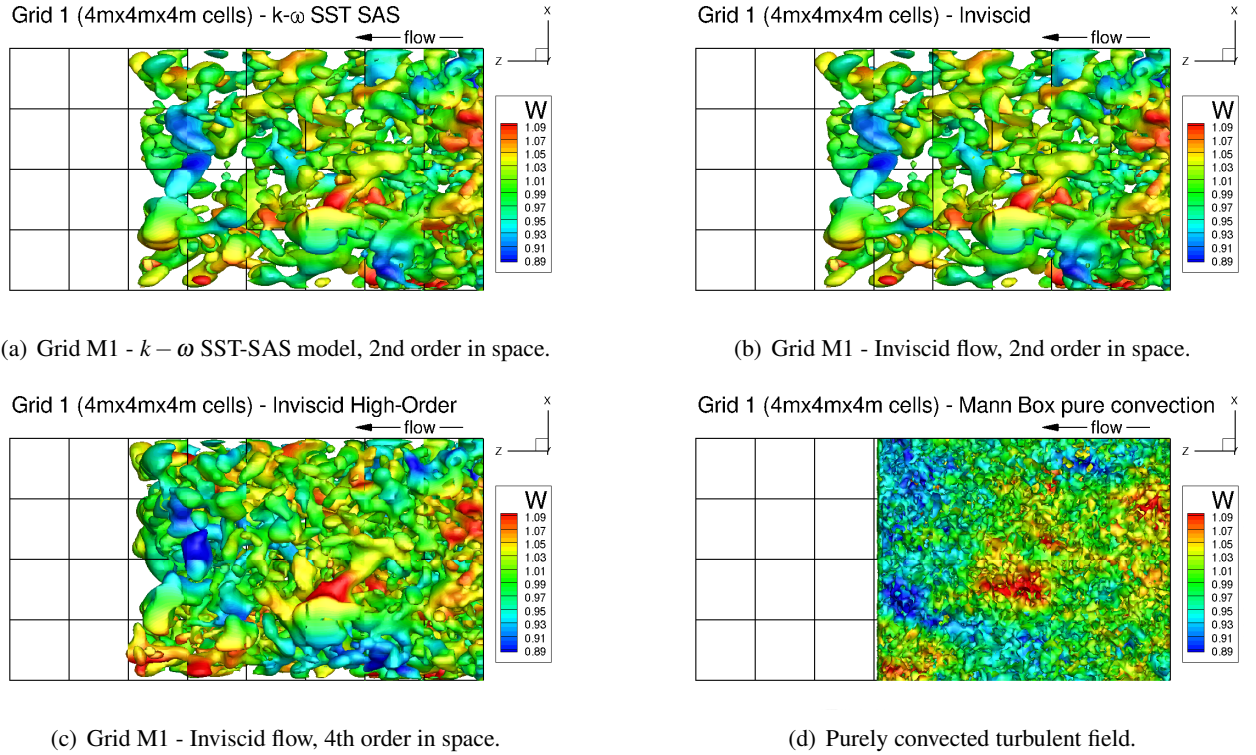 Grid 1 (4mx4mx4m cells) - k-ω SST SAS
flow
X
Z
W
1.09
1.07
1.05
1.03
1.01
0.99
0.97
0.95
0.93
0.91
0.89
(a) Grid M1 - k − ω SST-SAS model, 2nd order in space.
Grid 1 (4mx4mx4m cells) - Inviscid
flow
X
Z
W
1.09
1.07
1.05
1.03
1.01
0.99
0.97
0.95
0.93
0.91
0.89
(b) Grid M1 - Inviscid flow, 2nd order in space.
Grid 1 (4mx4mx4m cells) - Inviscid High-Order
flow
X
Z
W
1.09
1.07
1.05
1.03
1.01
0.99
0.97
0.95
0.93
0.91
0.89
(c) Grid M1 - Inviscid flow, 4th order in space.
Grid 1 (4mx4mx4m cells) - Mann Box pure convection
flow
X
Z
W
1.09
1.07
1.05
1.03
1.01
0.99
0.97
0.95
0.93
0.91
0.89
(d) Purely convected turbulent field.